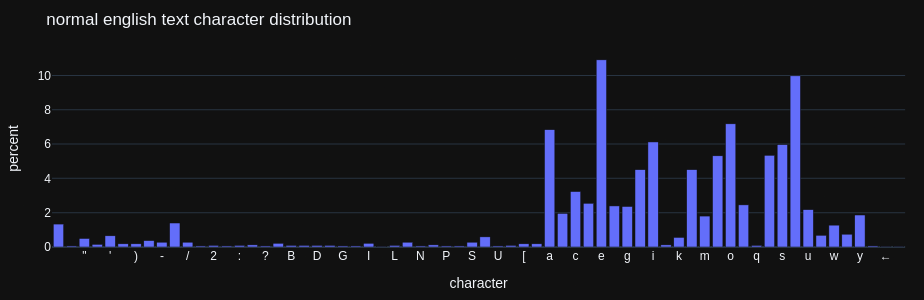 normal english text character distribution
percent
10
8
6
4
2
0
" ' ) - / 2 : ? B D G I L N P S U [ a c e g i k m o q s u w y ←
character